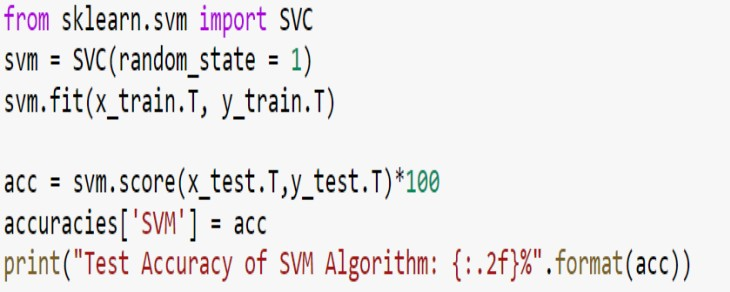 from sklearn.svm import SVC
svm = SVC(random_state = 1)
svm.fit(x_train.T, y_train.T)

acc = svm.score(x_test.T,y_test.T)*100
accuracies['SVM'] = acc
print("Test Accuracy of SVM Algorithm: {:.2f}%".format(acc))